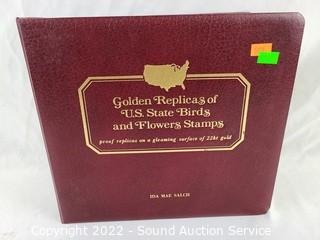 Golden Replicas of
U.S. State Birds
and Flowers Stamps
proof replicas on a gleaming surface of 22kt gold
IDA MAE SALCH
Copyright 2022 - Sound Auction Service